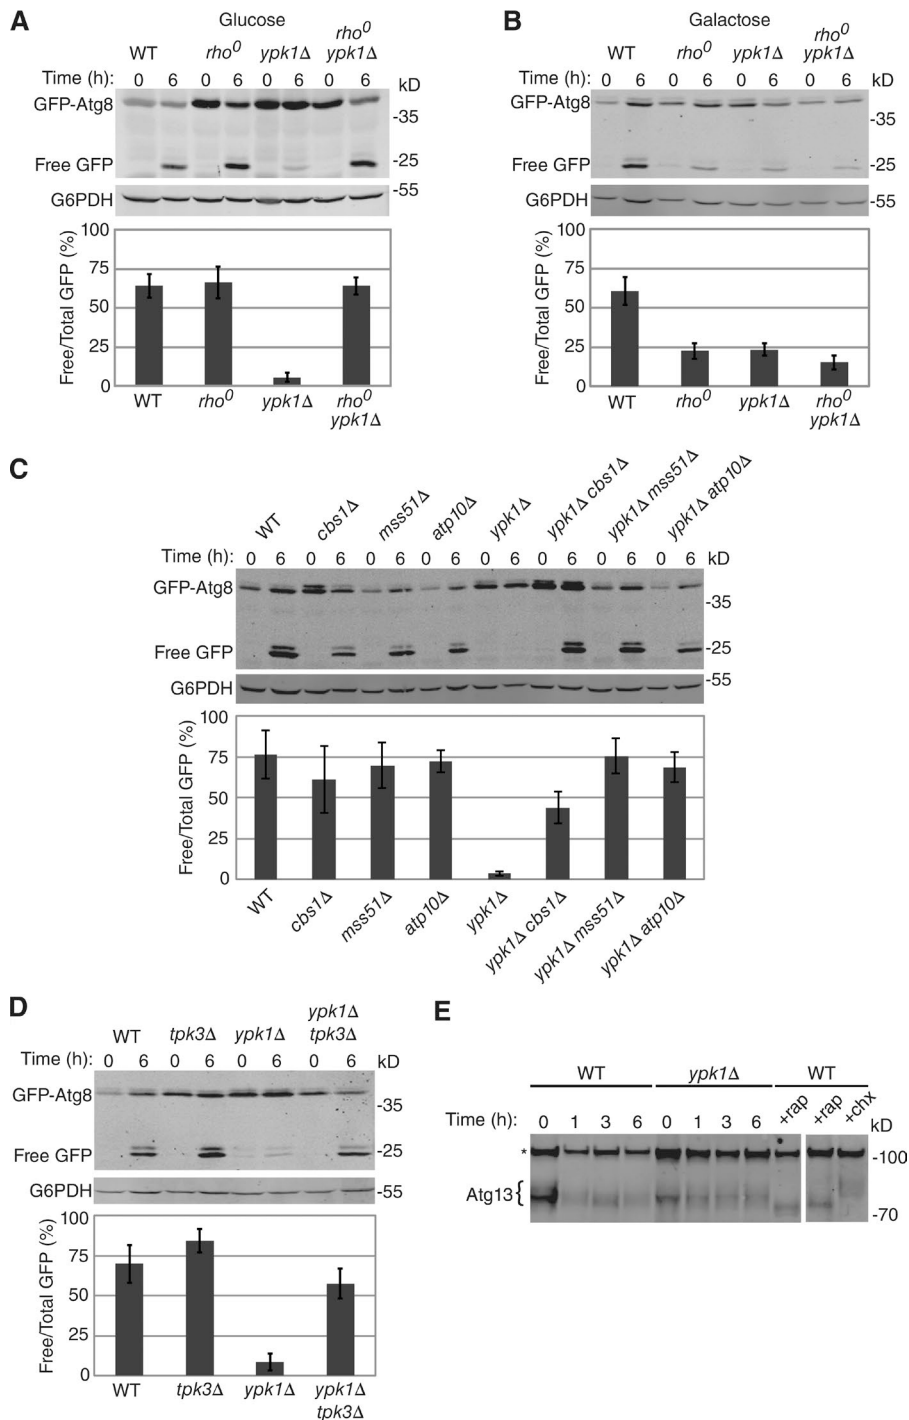 A
Glucose
WT rho0 ypk1Δ rho0 ypk1Δ
Time (h): 0 6 0 6 0 6 0 6 kD
GFP-Atg8
-35
Free GFP
-25
-55
G6PDH
100
75
50
25
0
Free/Total GFP (%)
WT rho0 ypk1Δ rho0 ypk1Δ
B
Galactose
WT rho0 ypk1Δ rho0 ypk1Δ
Time (h): 0 6 0 6 0 6 0 6 kD
GFP-Atg8
-35
Free GFP
-25
G6PDH
-55
100
75
50
25
0
Free/Total GFP (%)
WT rho0 ypk1Δ rho0 ypk1Δ
C
WT cbs1Δ mss51Δ atp10Δ ypk1Δ ypk1Δ cbs1Δ ypk1Δ mss51Δ ypk1Δ atp10Δ
Time (h): 0 6 0 6 0 6 0 6 0 6 0 6 0 6 0 6 kD
GFP-Atg8
-35
Free GFP
-25
-55
G6PDH
100
75
50
25
0
Free/Total GFP (%)
WT cbs1Δ mss51Δ atp10Δ ypk1Δ ypk1Δ cbs1Δ ypk1Δ mss51Δ ypk1Δ atp10Δ
D
WT tpk3Δ ypk1Δ ypk1Δ tpk3Δ
Time (h): 0 6 0 6 0 6 0 6 kD
GFP-Atg8
-35
Free GFP
-25
G6PDH
-55
100
75
50
25
0
Free/Total GFP (%)
WT tpk3Δ ypk1Δ ypk1Δ tpk3Δ
E
WT ypk1Δ WT
Time (h): 0 1 3 6 0 1 3 6 +rap +rap +chx kD
*
-100
Atg13{
-70